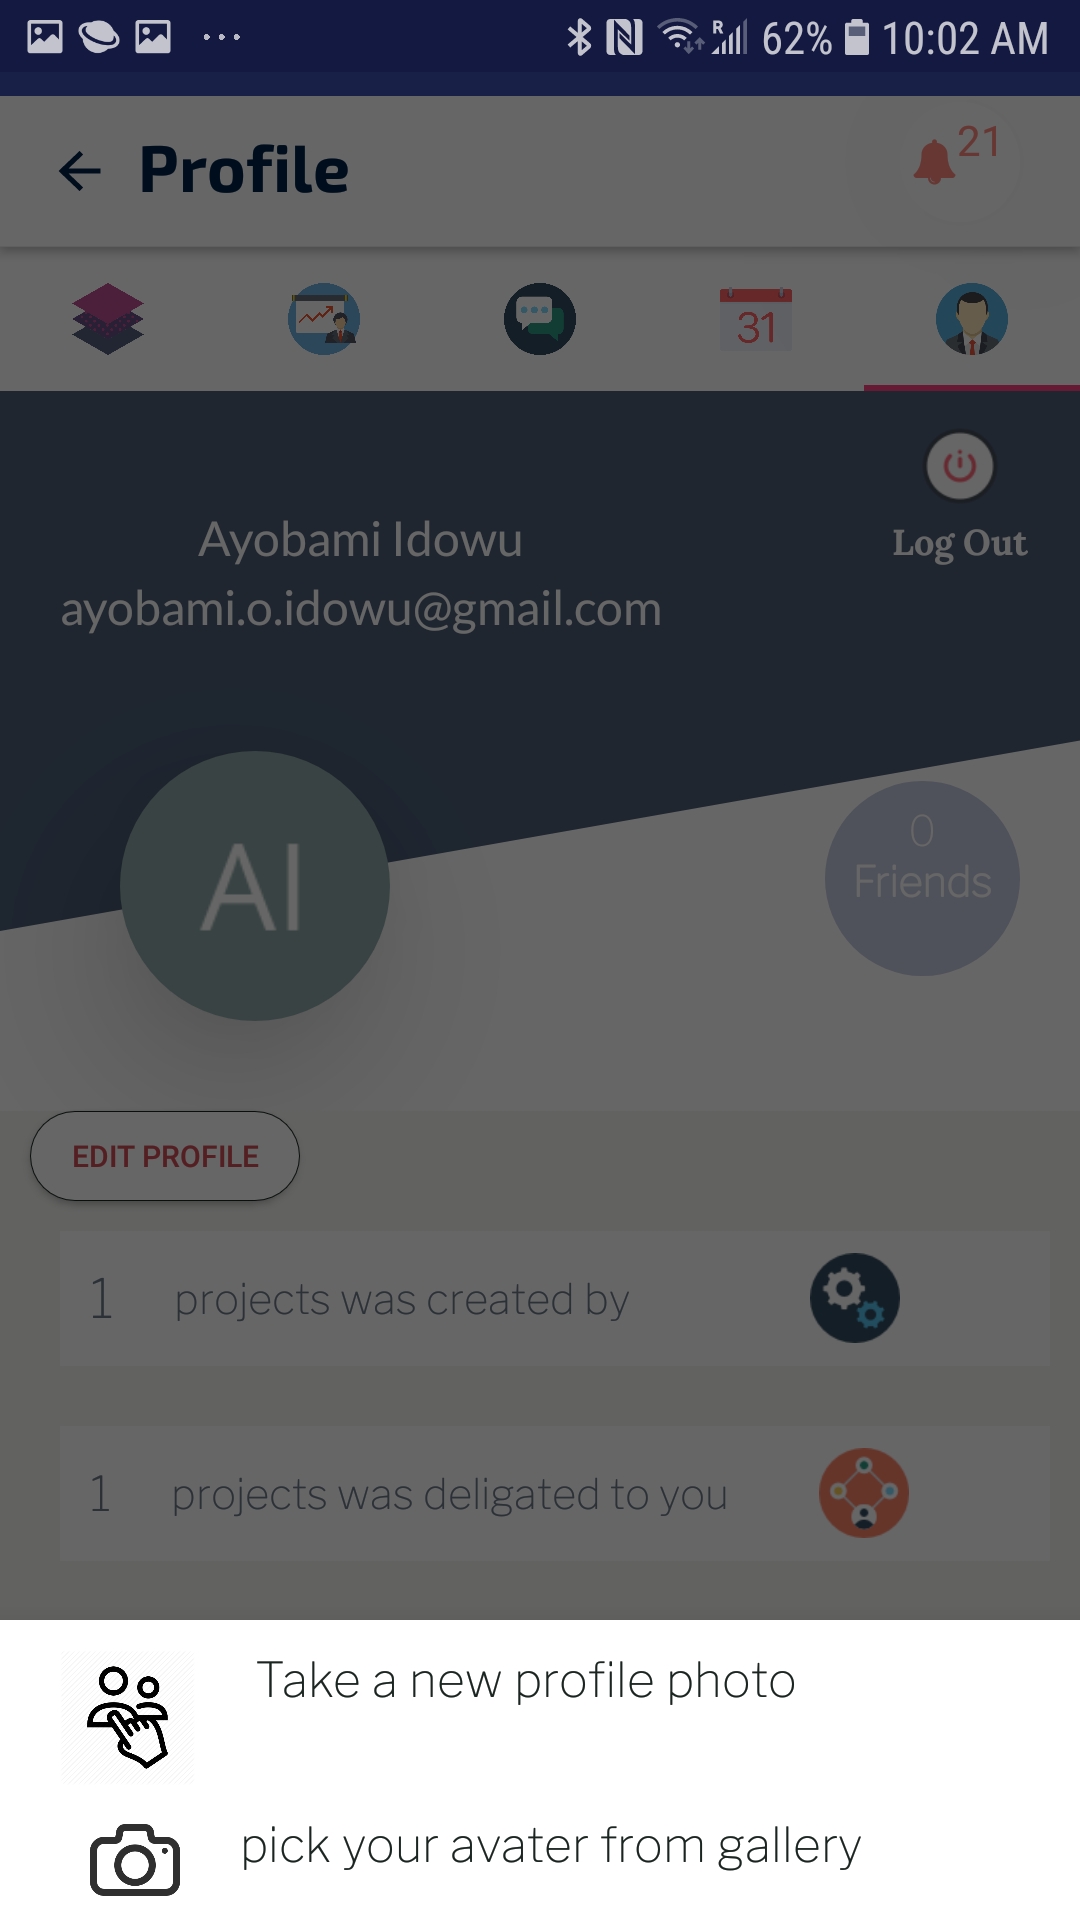 R 62% 10:02 AM
Profile
21
31
Log Out
Ayobami Idowu
ayobami.o.idowu@gmail.com
AI
0
Friends
EDIT PROFILE
1 projects was created by
1 projects was deligated to you
Take a new profile photo
pick your avater from gallery